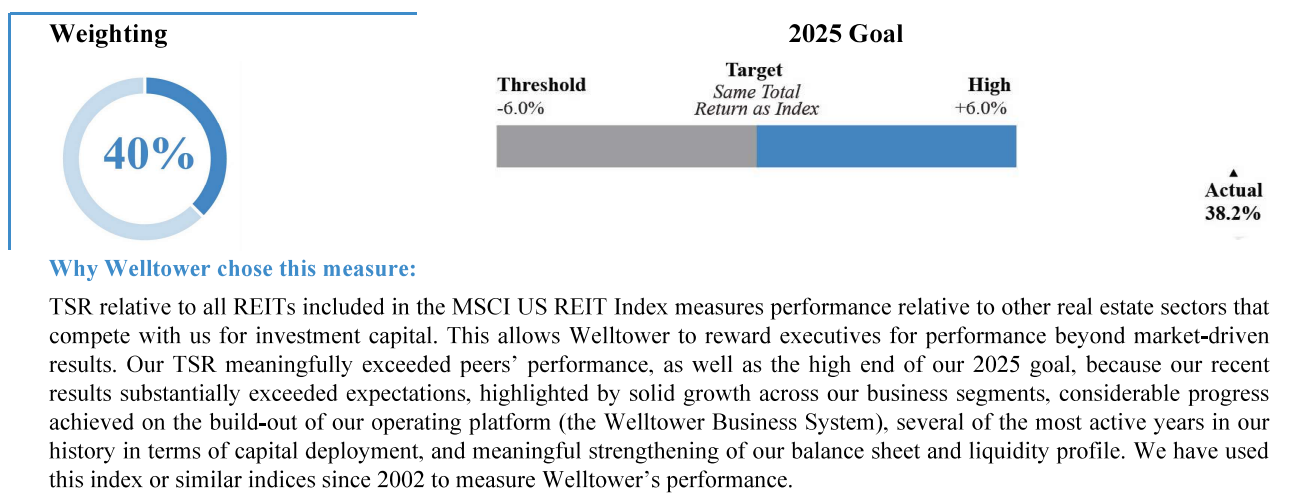 Weighting
2025 Goal
40%
Threshold
-6.0%
Target
Same Total
Return as Index
High
+6.0%
▲
Actual
38.2%
Why Welltower chose this measure:
TSR relative to all REITs included in the MSCI US REIT Index measures performance relative to other real estate sectors that
compete with us for investment capital. This allows Welltower to reward executives for performance beyond market-driven
results. Our TSR meaningfully exceeded peers’ performance, as well as the high end of our 2025 goal, because our recent
results substantially exceeded expectations, highlighted by solid growth across our business segments, considerable progress
achieved on the build-out of our operating platform (the Welltower Business System), several of the most active years in our
history in terms of capital deployment, and meaningful strengthening of our balance sheet and liquidity profile. We have used
this index or similar indices since 2002 to measure Welltower’s performance.